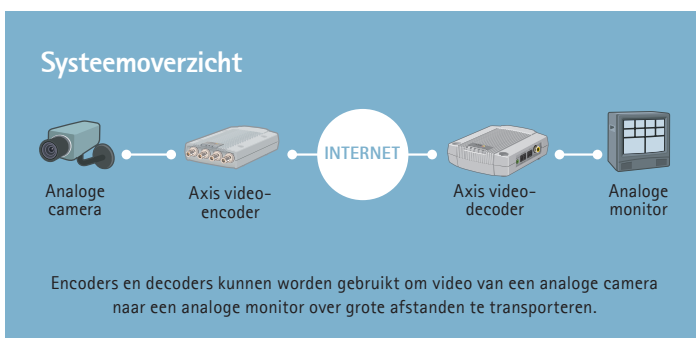 Systeemoverzicht
INTERNET
Analoge
camera
Axis video-
encoder
Axis video-
decoder
Analoge
monitor
Encoders en decoders kunnen worden gebruikt om video van een analoge camera
naar een analoge monitor over grote afstanden te transporteren.